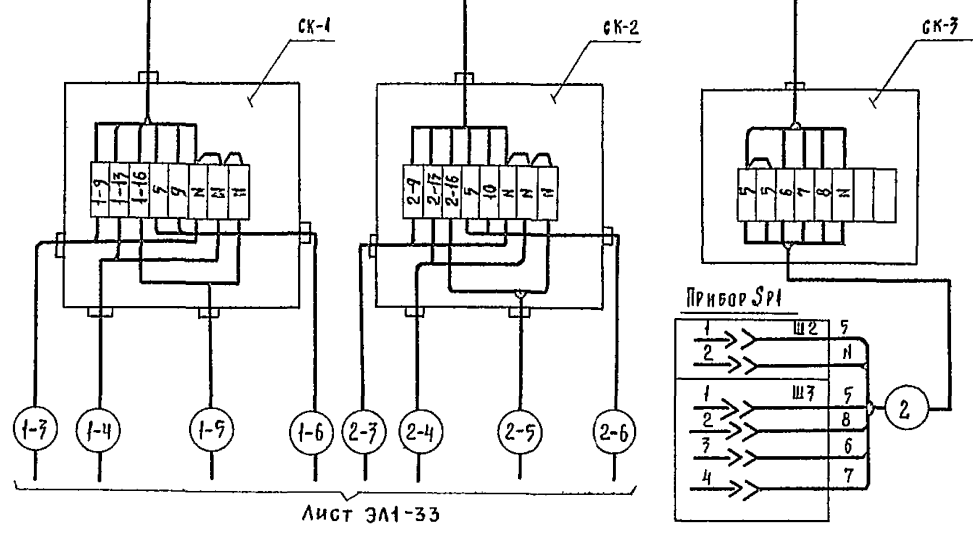 СК-1
СК-2
СК-3
1-9 1-13 1-16 5 9 N N N
2-9 2-13 2-16 5 10 N N N
5 5 6 7 8 N
Прибор SP1
1 Ш2 5
2 N
1 Ш3 5
2 8
3 6
4 7
2
1-3 1-4 1-5 1-6 2-3 2-4 2-5 2-6
Лист ЭЛ1-33